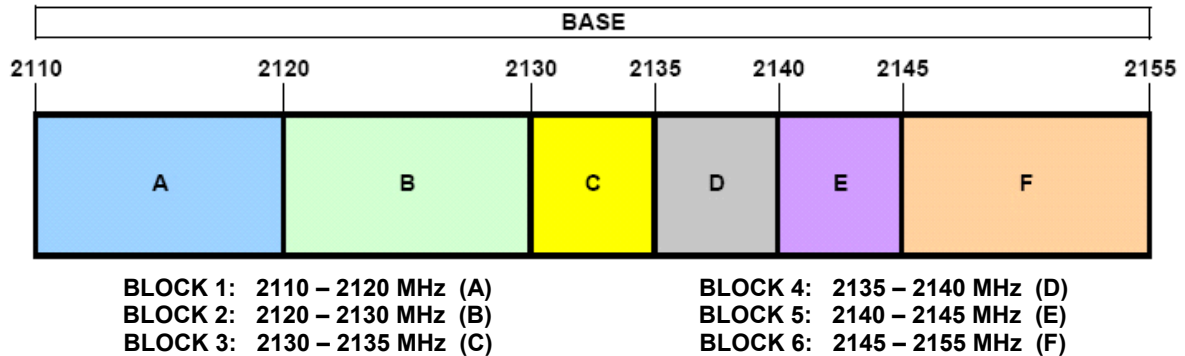 BASE
2110 2120 2130 2135 2140 2145 2155
A B C D E F
BLOCK 1: 2110 – 2120 MHz (A)
BLOCK 2: 2120 – 2130 MHz (B)
BLOCK 3: 2130 – 2135 MHz (C)
BLOCK 4: 2135 – 2140 MHz (D)
BLOCK 5: 2140 – 2145 MHz (E)
BLOCK 6: 2145 – 2155 MHz (F)